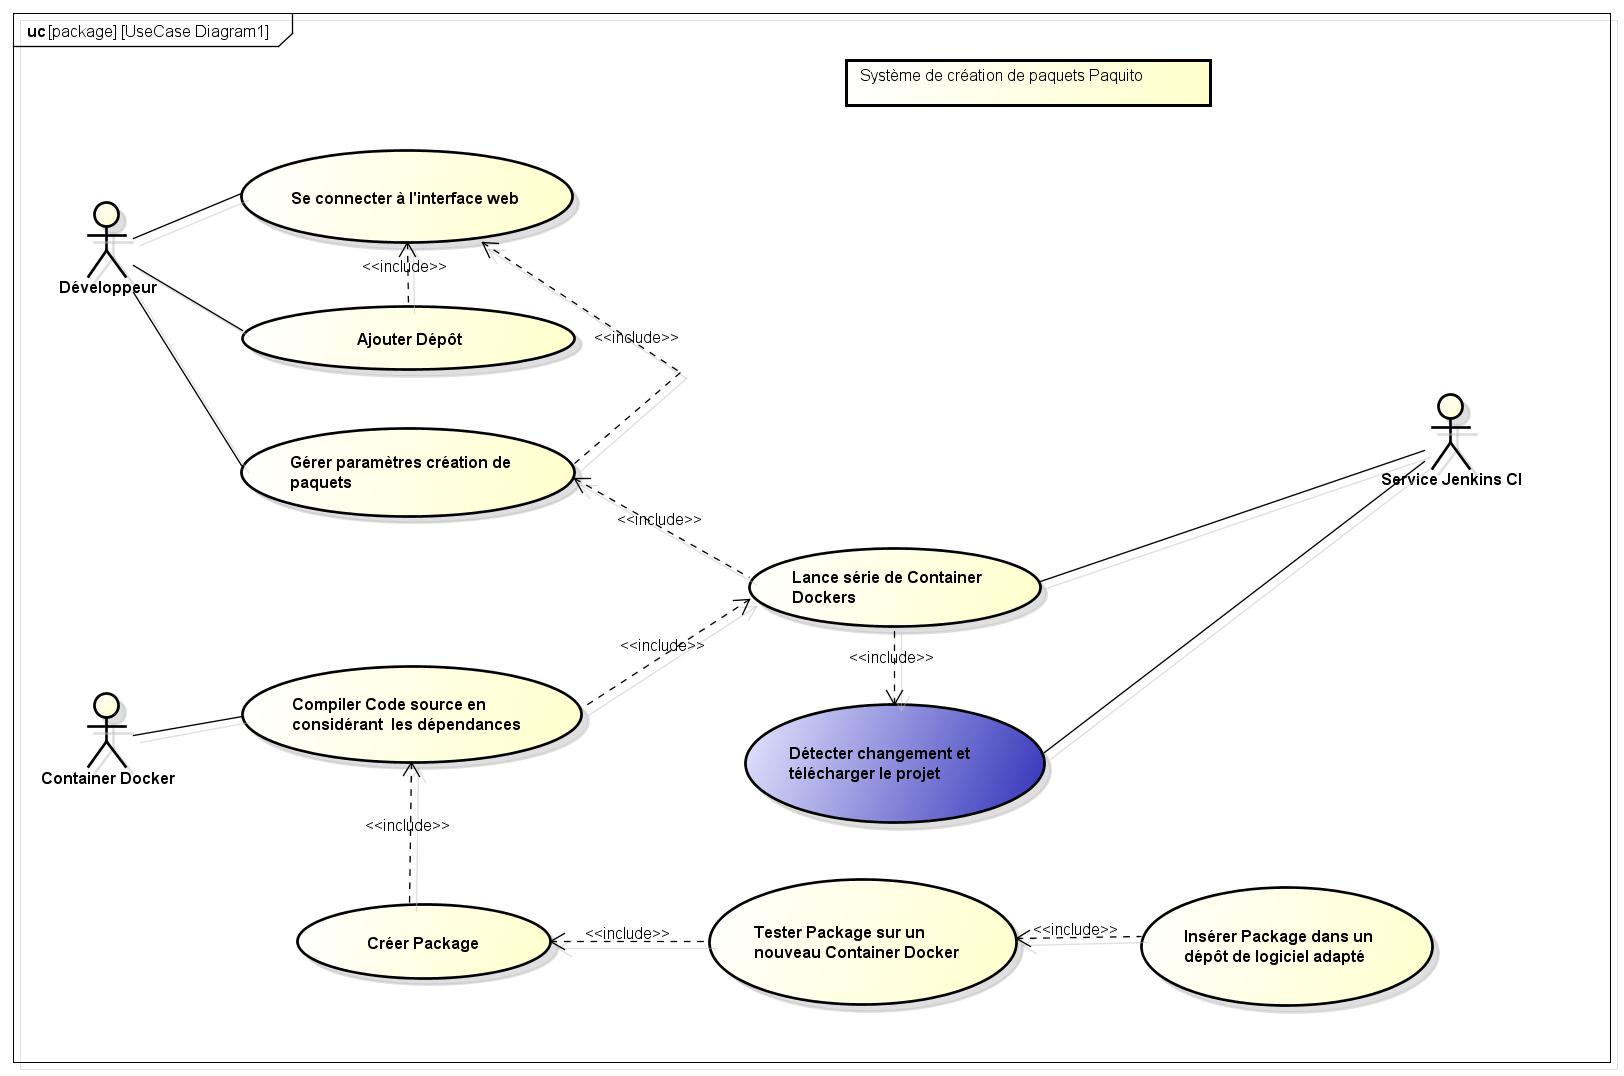 uc [package] [UseCase Diagram1]
Système de création de paquets Paquito
Se connecter à l'interface web
<<include>>
Développeur
Ajouter Dépôt
<<include>>
Gérer paramètres création de
paquets
Service Jenkins CI
<<include>>
Lance série de Container
Dockers
<<include>>
<<include>>
Compiler Code source en
considérant les dépendances
Détecter changement et
télécharger le projet
Container Docker
<<include>>
Créer Package
<<include>>
Tester Package sur un
nouveau Container Docker
<<include>>
Insérer Package dans un
dépôt de logiciel adapté